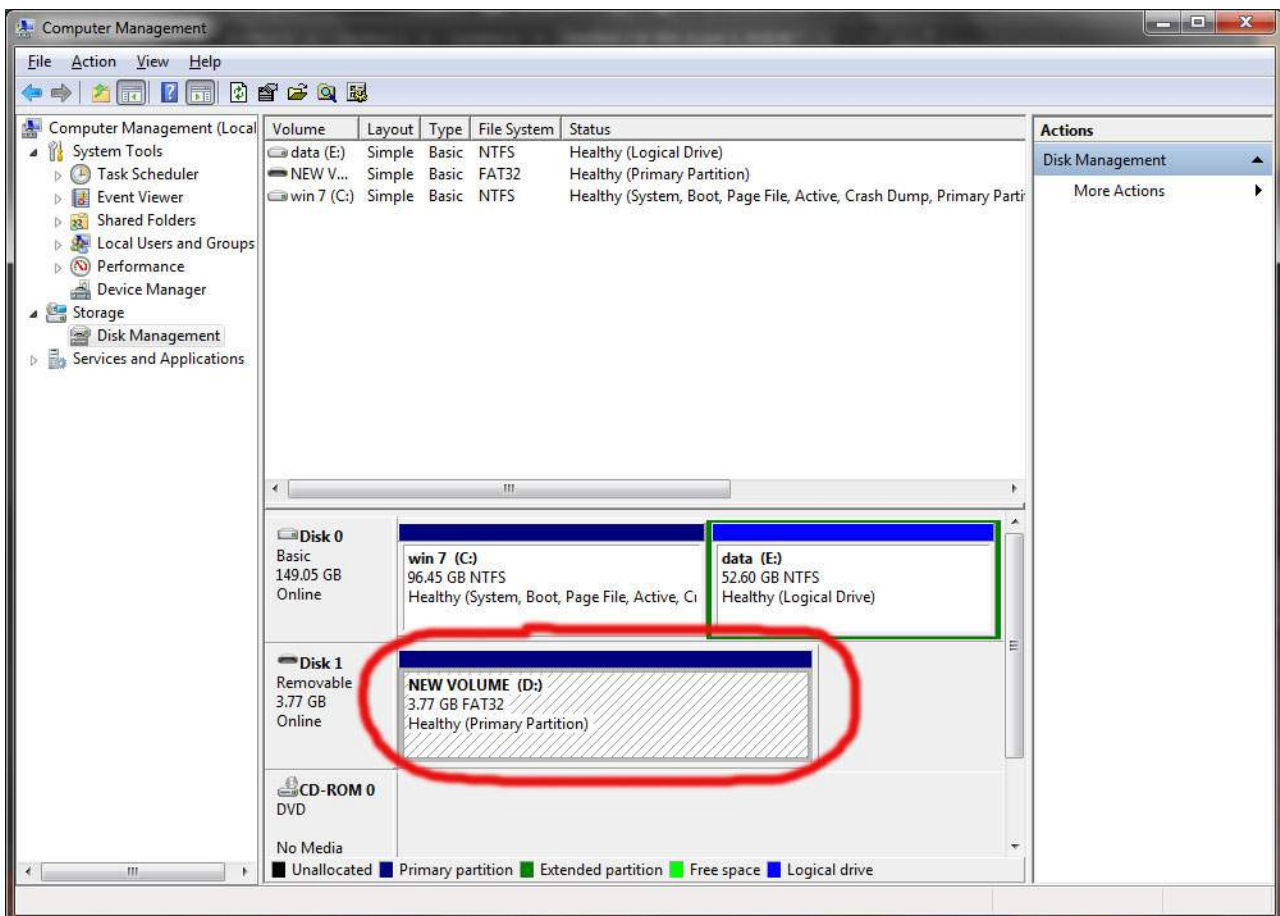 Computer Management
File Action View Help
Computer Management (Local
System Tools
Task Scheduler
Event Viewer
Shared Folders
Local Users and Groups
Performance
Device Manager
Storage
Disk Management
Services and Applications
Volume Layout Type File System Status
data (E:) Simple Basic NTFS Healthy (Logical Drive)
NEW V... Simple Basic FAT32 Healthy (Primary Partition)
win 7 (C:) Simple Basic NTFS Healthy (System, Boot, Page File, Active, Crash Dump, Primary Parti
Disk 0
Basic
149.05 GB
Online
win 7 (C:)
96.45 GB NTFS
Healthy (System, Boot, Page File, Active, Cr
data (E:)
52.60 GB NTFS
Healthy (Logical Drive)
Disk 1
Removable
3.77 GB
Online
NEW VOLUME (D:)
3.77 GB FAT32
Healthy (Primary Partition)
CD-ROM 0
DVD
No Media
Unallocated Primary partition Extended partition Free space Logical drive
Actions
Disk Management
More Actions